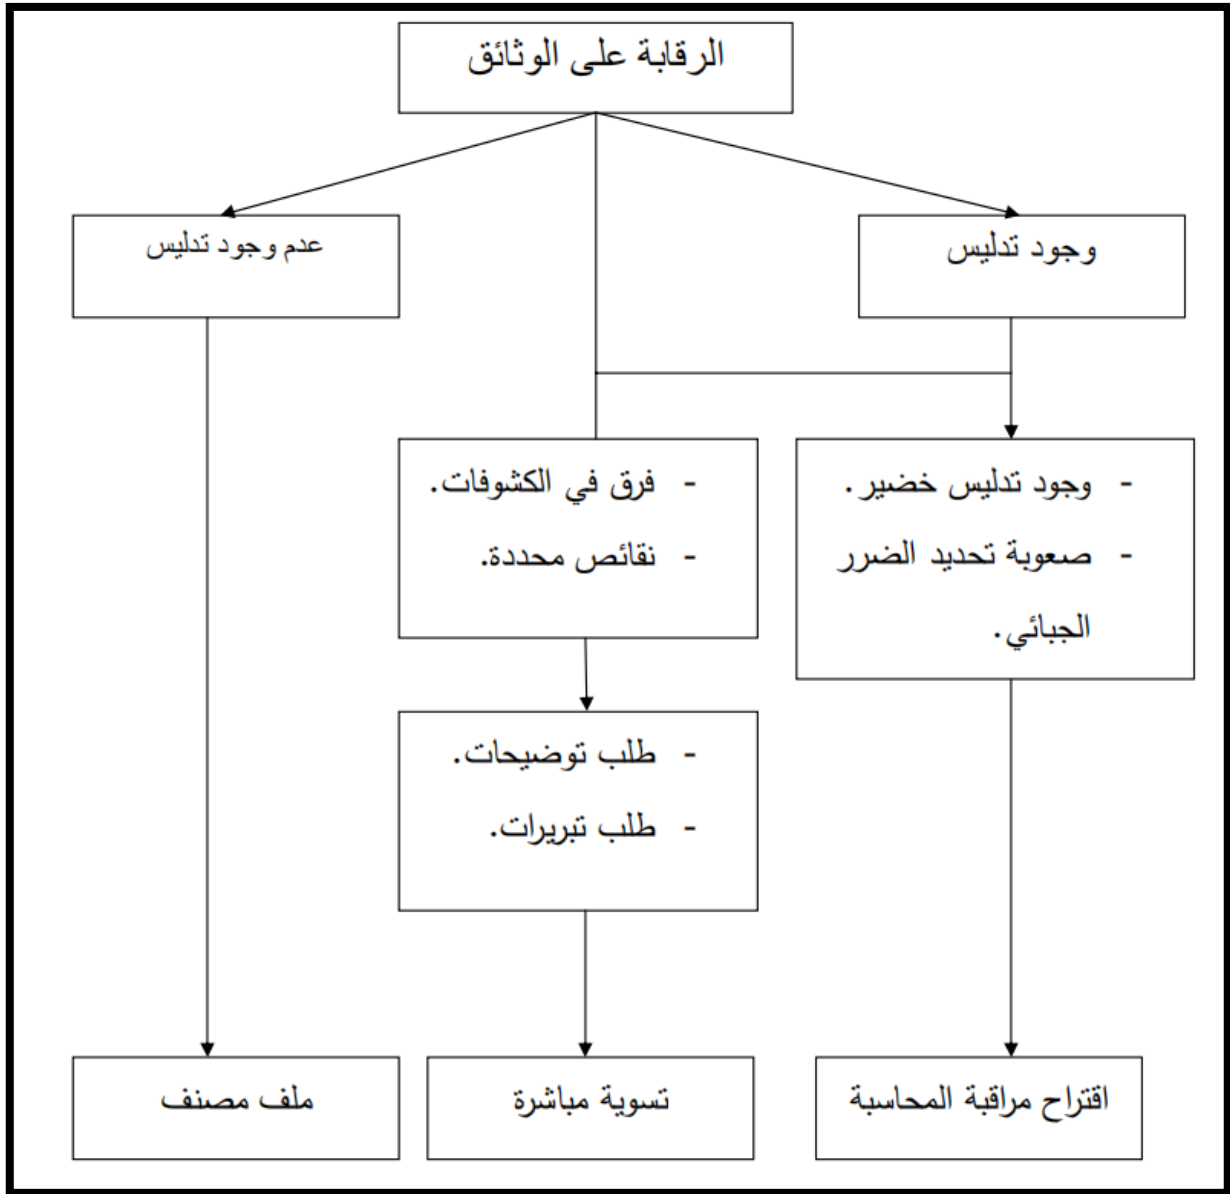 الرقابة على الوثائق
وجود تدليس
عدم وجود تدليس
- وجود تدليس خضير.
- صعوبة تحديد الضرر
الجبائي.
- فرق في الكشوفات.
- نقائص محددة.
- طلب توضيحات.
- طلب تبريرات.
اقتراح مراقبة المحاسبة
تسوية مباشرة
ملف مصنف